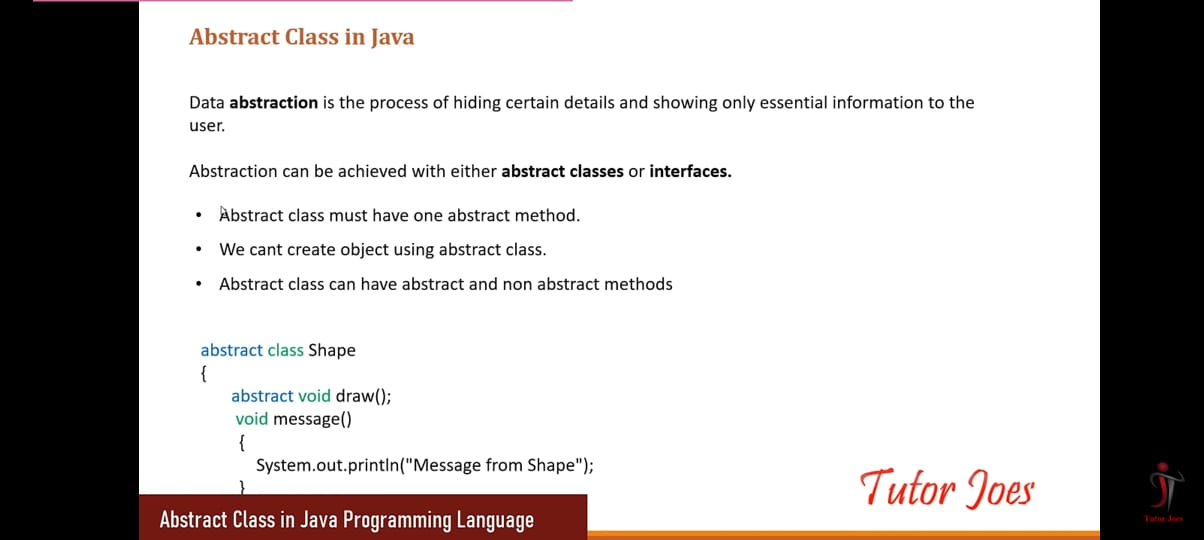 Abstract Class in Java
Data abstraction is the process of hiding certain details and showing only essential information to the
user.
Abstraction can be achieved with either abstract classes or interfaces.
• Abstract class must have one abstract method.
• We cant create object using abstract class.
• Abstract class can have abstract and non abstract methods
abstract class Shape
{
abstract void draw();
void message()
{
System.out.println("Message from Shape");
}
Tutor Joes
Tutor Joes
Abstract Class in Java Programming Language